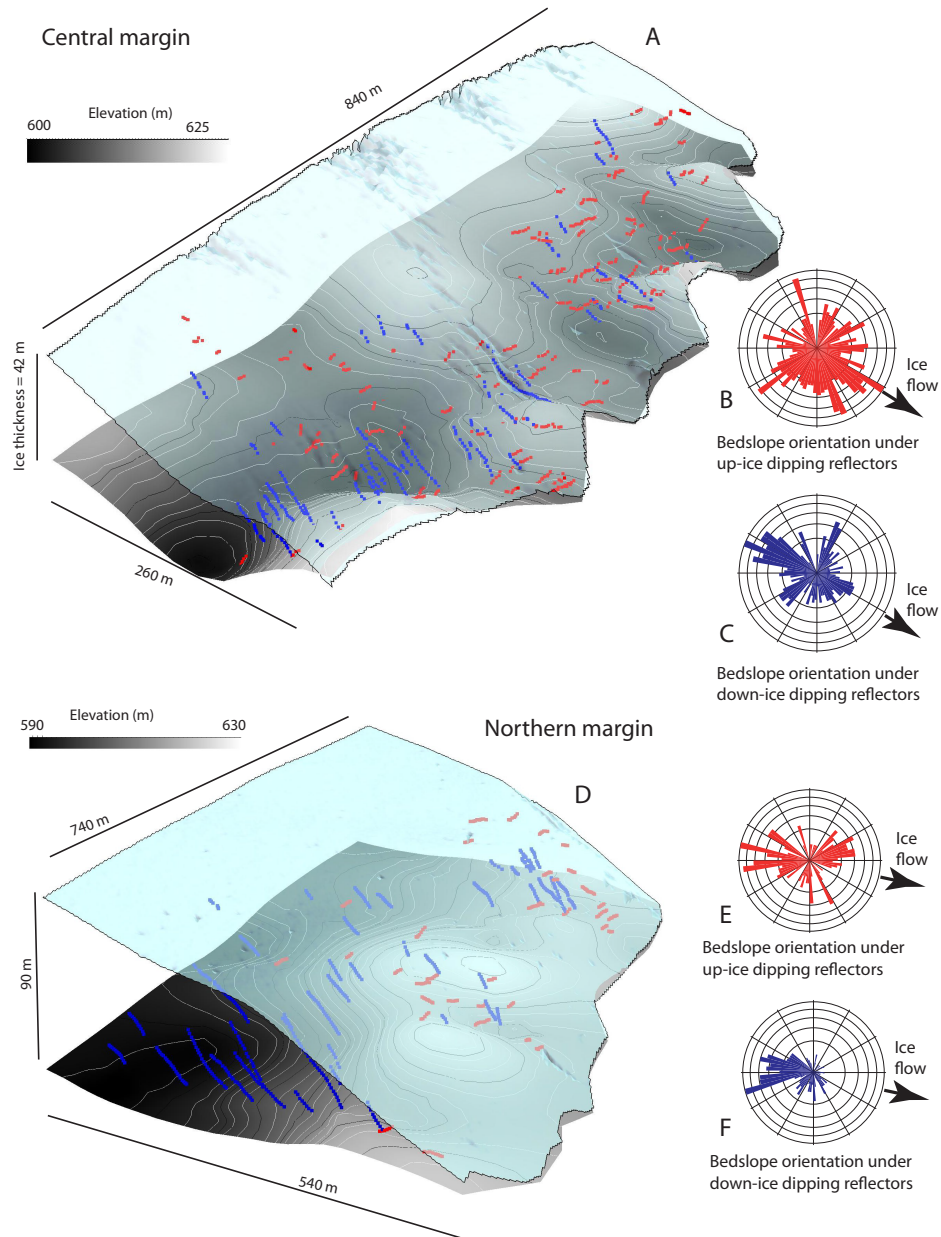 Central margin
A
840 m
Elevation (m)
600 625
Ice thickness = 42 m
260 m
B
Ice
flow
Bedslope orientation under
up-ice dipping reflectors
C
Ice
flow
Bedslope orientation under
down-ice dipping reflectors
Elevation (m)
590 630
Northern margin
D
740 m
90 m
540 m
E
Ice
flow
Bedslope orientation under
up-ice dipping reflectors
F
Ice
flow
Bedslope orientation under
down-ice dipping reflectors